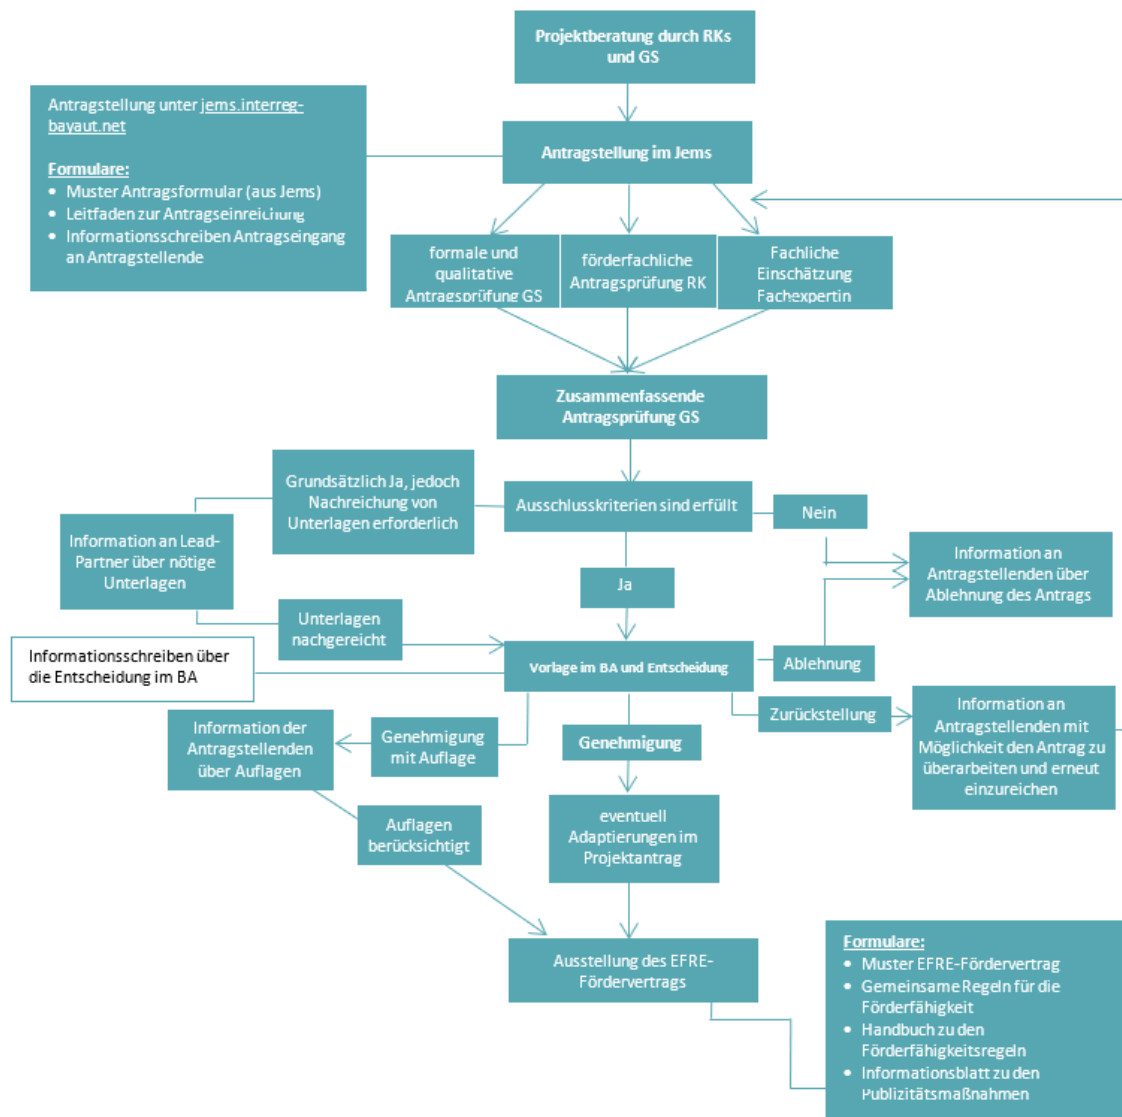 Projektberatung durch RKs
und GS
Antragstellung unter jems.interreg-
bayaut.net
Formulare:
• Muster Antragsformular (aus Jems)
• Leitfaden zur Antragseinreichung
• Informationsschreiben Antragseingang
an Antragstellende
Antragstellung im Jems
formale und
qualitative
Antragsprüfung GS
förderfachliche
Antragsprüfung RK
Fachliche
Einschätzung
Fachexpertin
Zusammenfassende
Antragsprüfung GS
Grundsätzlich Ja, jedoch
Nachreichung von
Unterlagen erforderlich
Ausschlusskriterien sind erfüllt
Nein
Information an Lead-
Partner über nötige
Unterlagen
Information an
Antragstellenden über
Ablehnung des Antrags
Ja
Unterlagen
nachgereicht
Informationsschreiben über
die Entscheidung im BA
Vorlage im BA und Entscheidung
Ablehnung
Zurückstellung
Information an
Antragstellenden mit
Möglichkeit den Antrag zu
überarbeiten und erneut
einzureichen
Information der
Antragstellenden
über Auflagen
Genehmigung
mit Auflage
Genehmigung
Auflagen
berücksichtigt
eventuell
Adaptierungen im
Projektantrag
Ausstellung des EFRE-
Fördervertrags
Formulare:
• Muster EFRE-Fördervertrag
• Gemeinsame Regeln für die
Förderfähigkeit
• Handbuch zu den
Förderfähigkeitsregeln
• Informationsblatt zu den
Publizitätsmaßnahmen